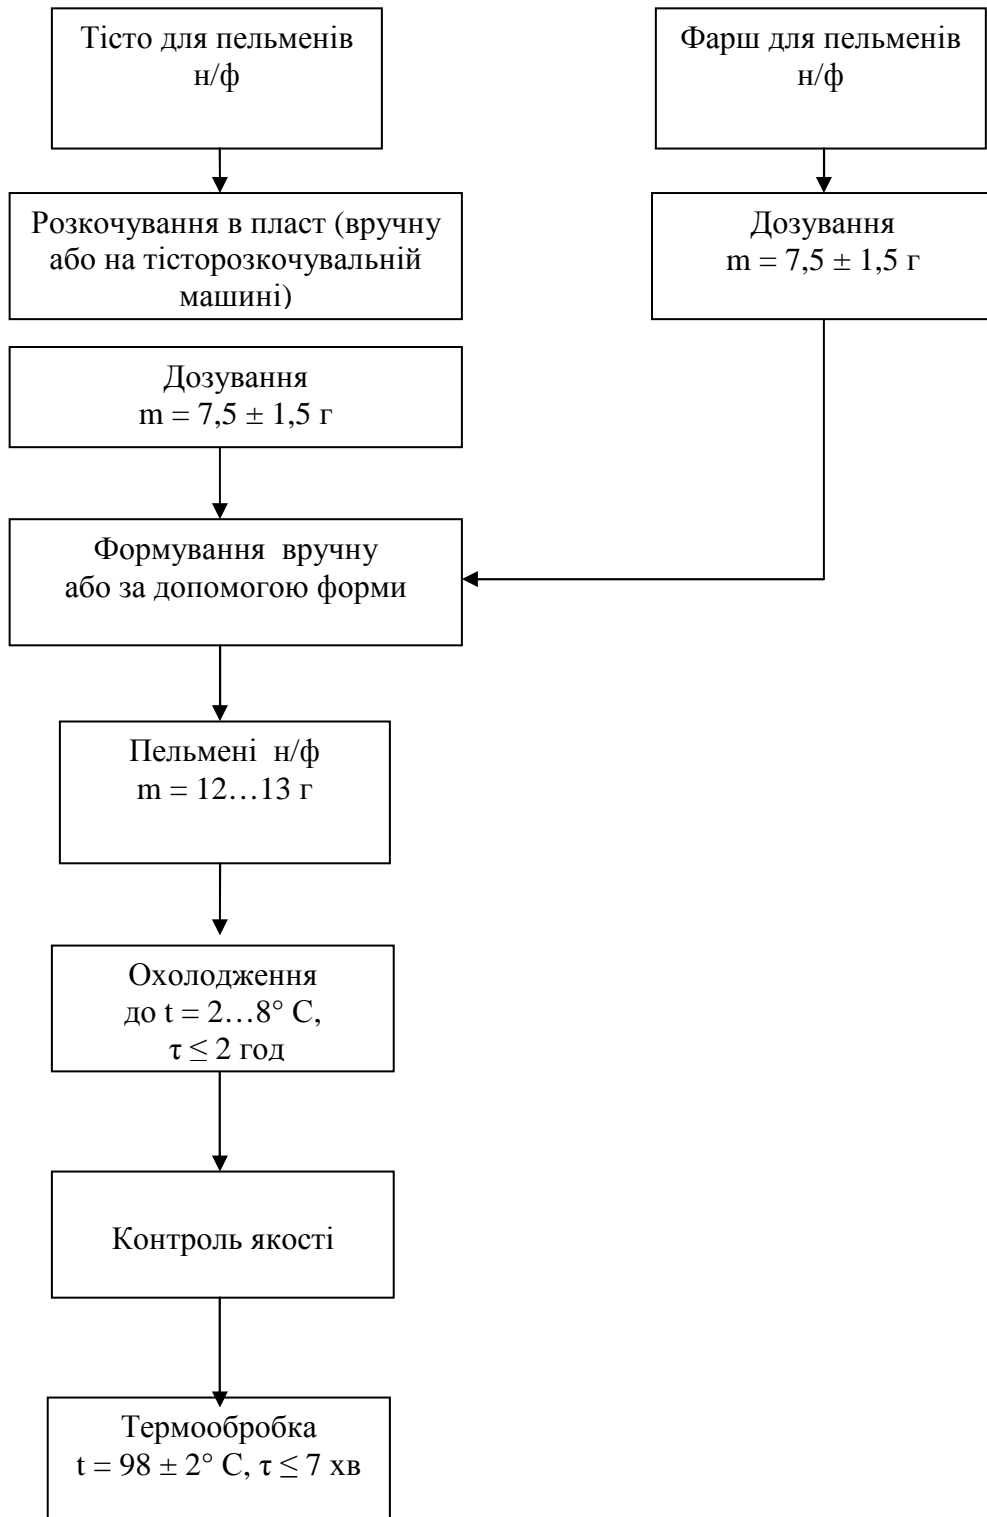 Тісто для пельменів
н/ф
Фарш для пельменів
н/ф
Розкочування в пласт (вручну
або на тісторозкочувальній
машині)
Дозування
m = 7,5 ± 1,5 г
Дозування
m = 7,5 ± 1,5 г
Формування вручну
або за допомогою форми
Пельмені н/ф
m = 12…13 г
Охолодження
до t = 2…8° С,
τ ≤ 2 год
Контроль якості
Термообробка
t = 98 ± 2° С, τ ≤ 7 хв